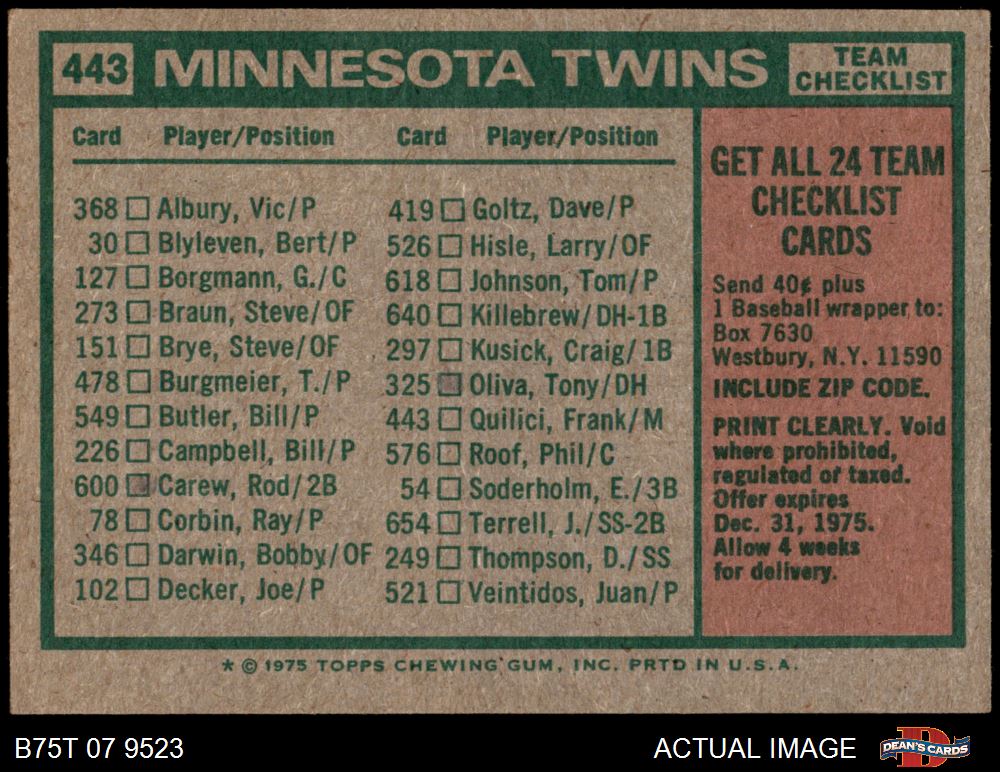 443 MINNESOTA TWINS TEAM CHECKLIST
Card Player/Position Card Player/Position
368 Albury, Vic/P
30 Blyleven, Bert/P
127 Borgmann, G./C
273 Braun, Steve/OF
151 Brye, Steve/OF
478 Burgmeier, T./P
549 Butler, Bill/P
226 Campbell, Bill/P
600 Carew, Rod/2B
78 Corbin, Ray/P
346 Darwin, Bobby/OF
102 Decker, Joe/P
419 Goltz, Dave/P
526 Hisle, Larry/OF
618 Johnson, Tom/P
640 Killebrew/DH-1B
297 Kusick, Craig/1B
325 Oliva, Tony/DH
443 Quilici, Frank/M
576 Roof, Phil/C
54 Soderholm, E./3B
654 Terrell, J./SS-2B
249 Thompson, D./SS
521 Veintidos, Juan/P
GET ALL 24 TEAM
CHECKLIST
CARDS
Send 40¢ plus
1 Baseball wrapper to:
Box 7630
Westbury, N.Y. 11590
INCLUDE ZIP CODE.
PRINT CLEARLY. Void
where prohibited,
regulated or taxed.
Offer expires
Dec. 31, 1975.
Allow 4 weeks
for delivery.
* © 1975 TOPPS CHEWING GUM, INC. PRTD IN U.S.A.
B75T 07 9523
ACTUAL IMAGE
DEAN'S CARDS